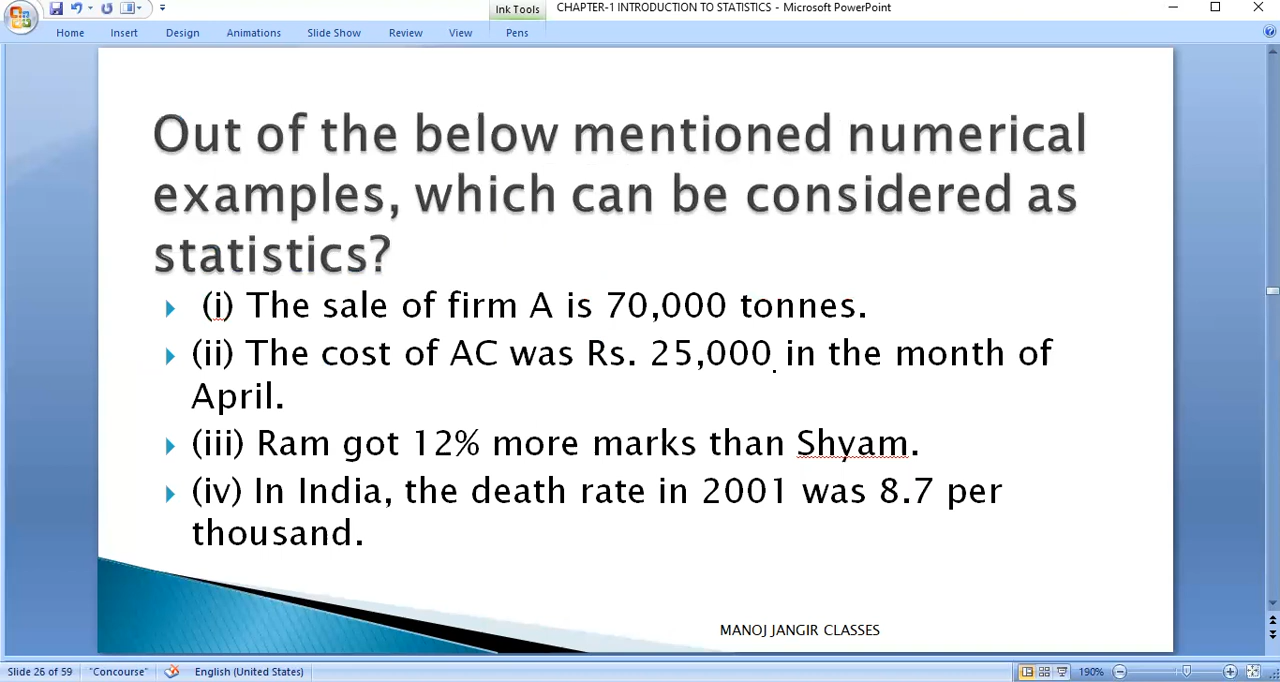 Ink Tools
CHAPTER-1 INTRODUCTION TO STATISTICS - Microsoft PowerPoint
Home Insert Design Animations Slide Show Review View Pens
Out of the below mentioned numerical
examples, which can be considered as
statistics?
(i) The sale of firm A is 70,000 tonnes.
(ii) The cost of AC was Rs. 25,000 in the month of
April.
(iii) Ram got 12% more marks than Shyam.
(iv) In India, the death rate in 2001 was 8.7 per
thousand.
MANOJ JANGIR CLASSES
Slide 26 of 59 "Concourse" English (United States) 190%